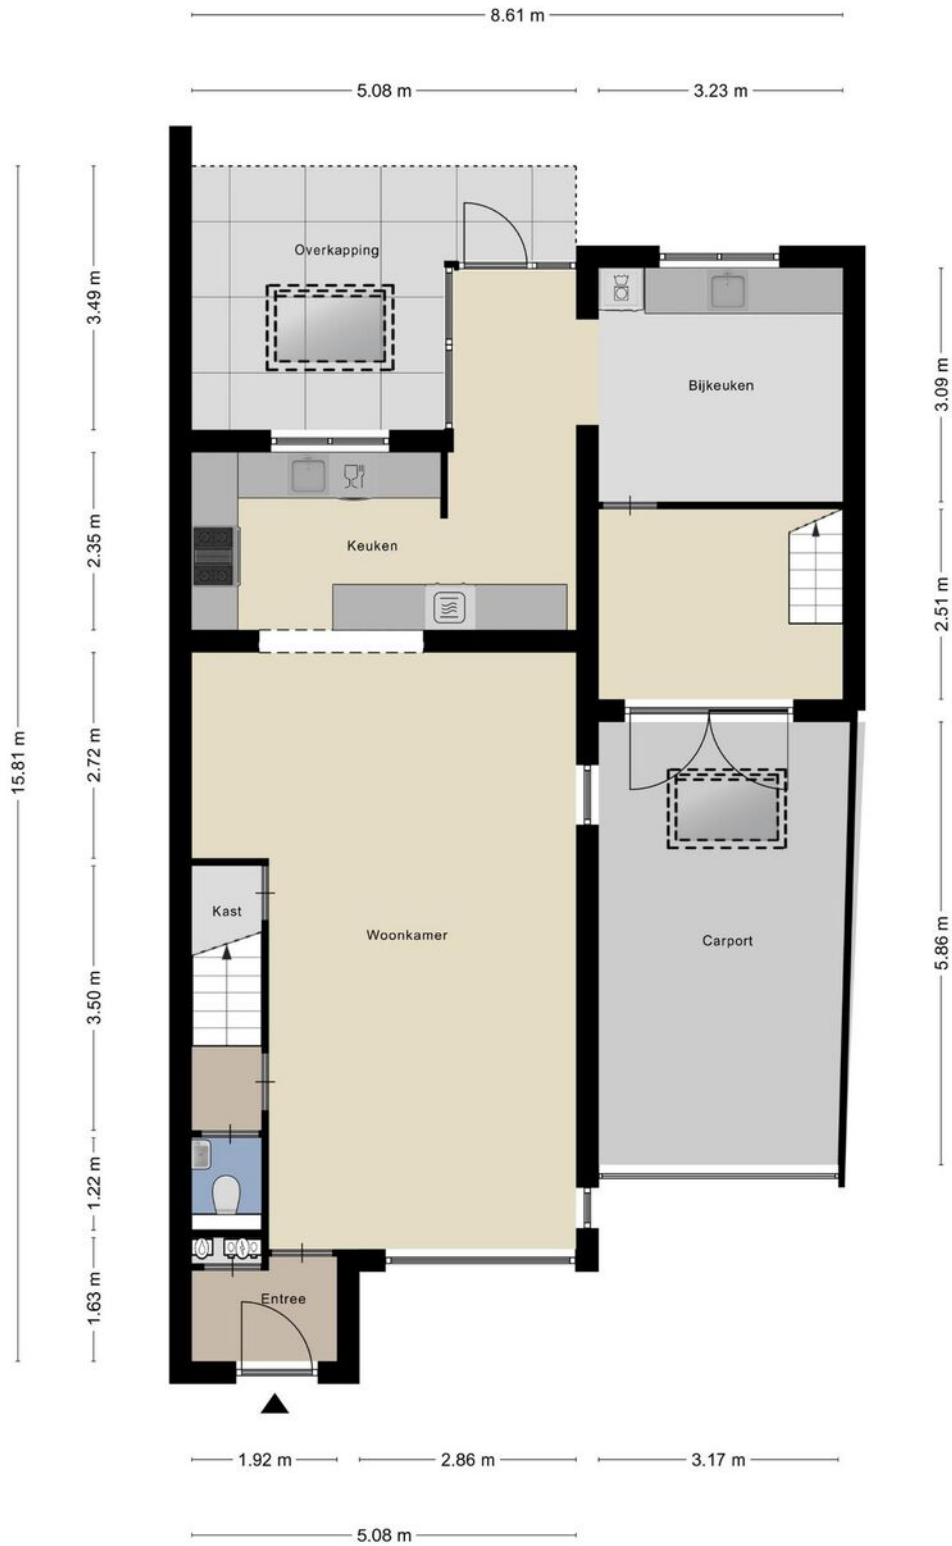 8.61 m
5.08 m
3.23 m
Overkapping
3.49 m
Bijkeuken
3.09 m
Keuken
2.35 m
2.51 m
2.72 m
15.81 m
Kast
Woonkamer
Carport
5.86 m
3.50 m
1.22 m
Entree
1.63 m
1.92 m
2.86 m
3.17 m
5.08 m